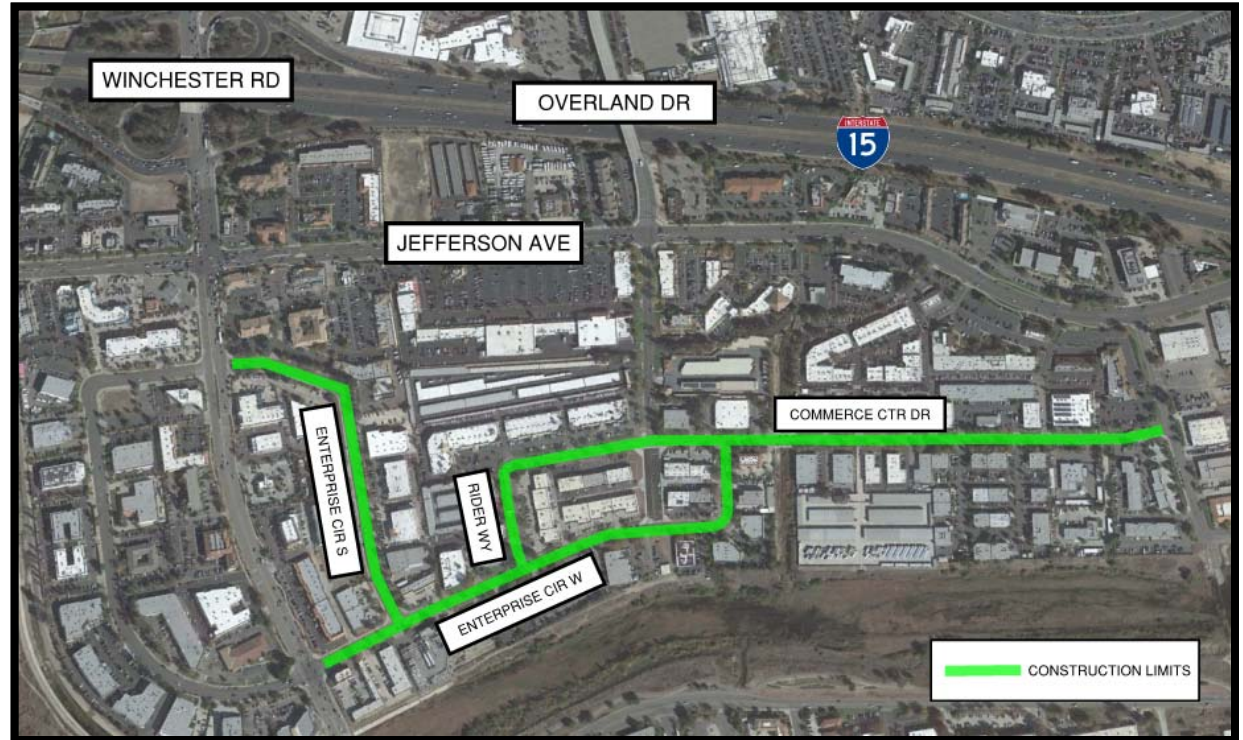 WINCHESTER RD
OVERLAND DR
INTERSTATE
15
JEFFERSON AVE
COMMERCE CTR DR
ENTERPRISE CIR S
RIDER WY
ENTERPRISE CIR W
CONSTRUCTION LIMITS